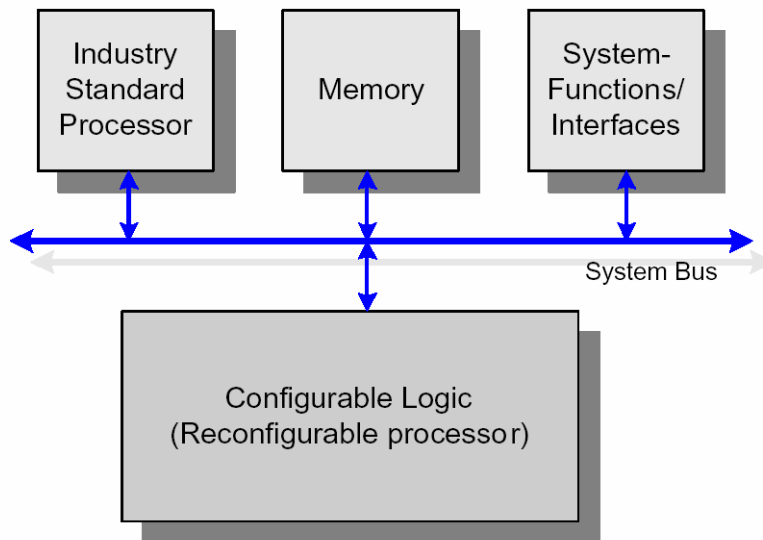 Industry
Standard
Processor
Memory
System-
Functions/
Interfaces
System Bus
Configurable Logic
(Reconfigurable processor)